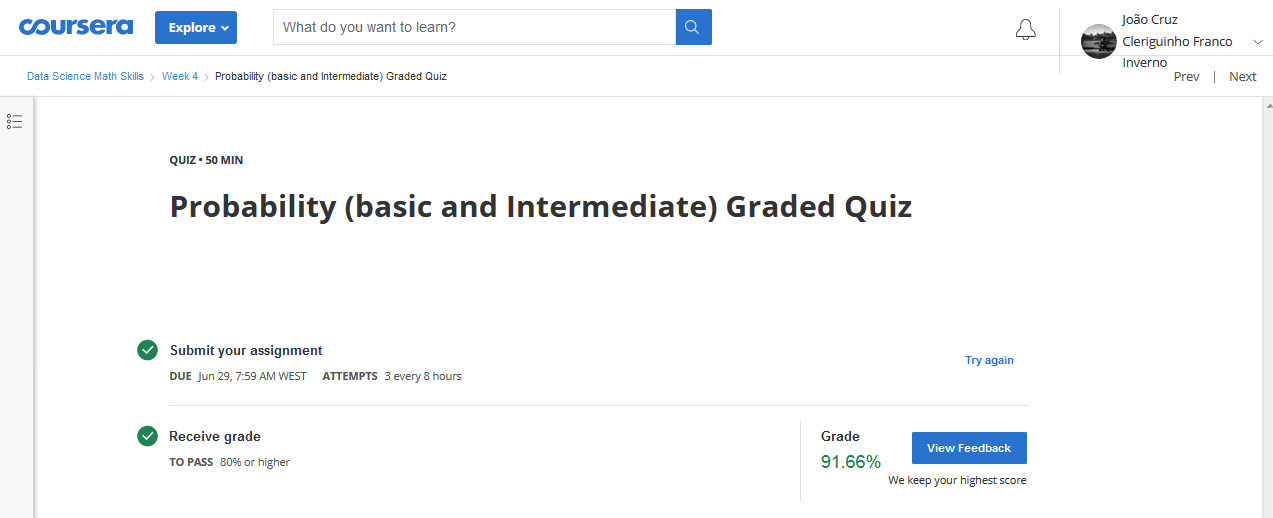 coursera
Explore
What do you want to learn?
João Cruz
Cleriguinho Franco
Inverno
Data Science Math Skills > Week 4 > Probability (basic and Intermediate) Graded Quiz
Prev | Next
QUIZ • 50 MIN
Probability (basic and Intermediate) Graded Quiz
Submit your assignment
DUE Jun 29, 7:59 AM WEST ATTEMPTS 3 every 8 hours
Try again
Receive grade
TO PASS 80% or higher
Grade
91.66%
View Feedback
We keep your highest score